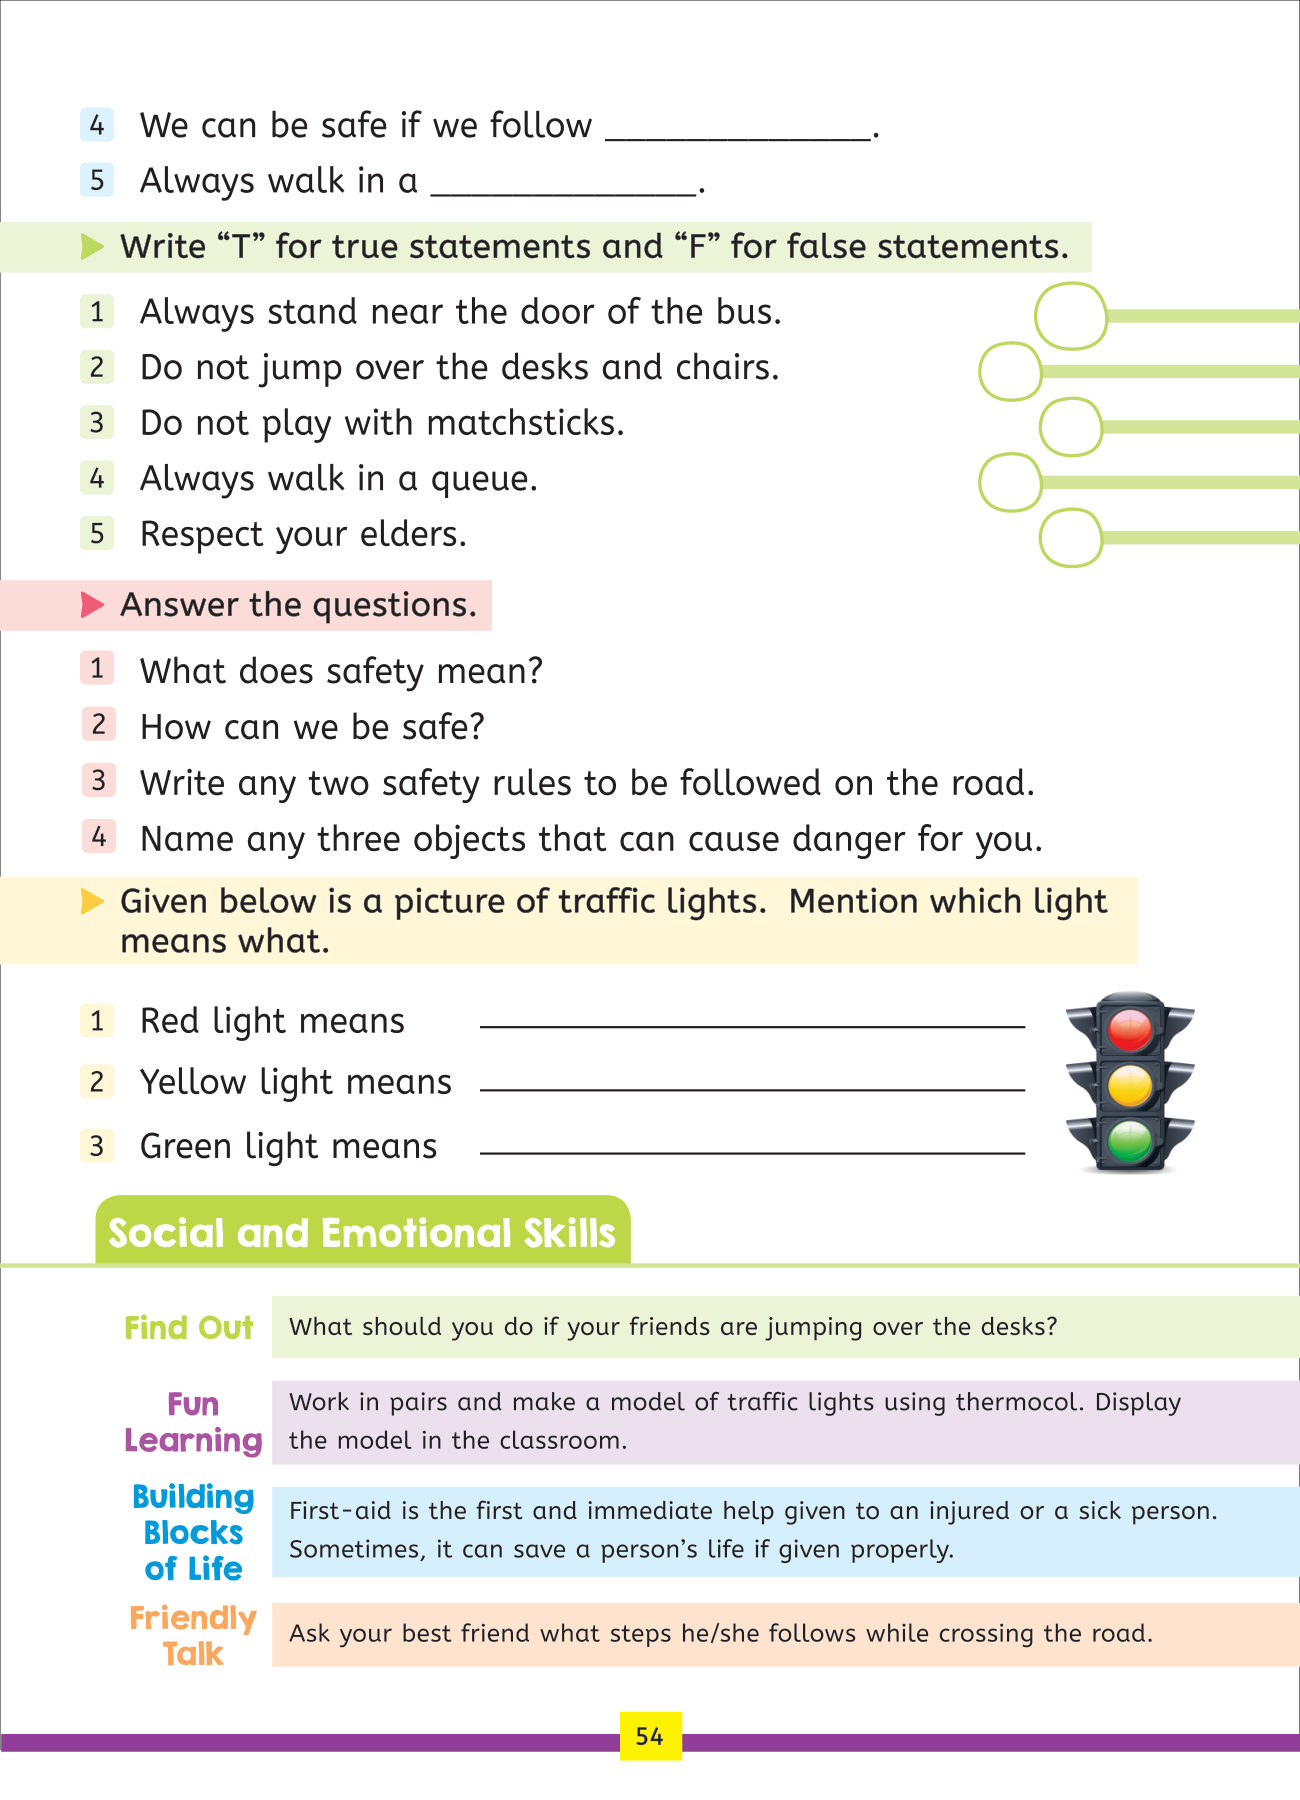 4 We can be safe if we follow _____________.
5 Always walk in a _____________.
Write “T” for true statements and “F” for false statements.
1 Always stand near the door of the bus.
2 Do not jump over the desks and chairs.
3 Do not play with matchsticks.
4 Always walk in a queue.
5 Respect your elders.
Answer the questions.
1 What does safety mean?
2 How can we be safe?
3 Write any two safety rules to be followed on the road.
4 Name any three objects that can cause danger for you.
Given below is a picture of traffic lights. Mention which light
means what.
1 Red light means
2 Yellow light means
3 Green light means
Social and Emotional Skills
Find Out
What should you do if your friends are jumping over the desks?
Fun
Learning
Work in pairs and make a model of traffic lights using thermocol. Display
the model in the classroom.
Building
Blocks
of Life
First-aid is the first and immediate help given to an injured or a sick person.
Sometimes, it can save a person’s life if given properly.
Friendly
Talk
Ask your best friend what steps he/she follows while crossing the road.
54